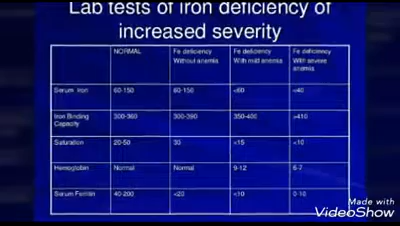 Lab tests of iron deficiency of
increased severity
NORMAL Fe deficiency Without anemia Fe deficiency With mild anemia Fe deficiency With severe anemia
Serum Iron 60-150 60-150 <60 <40
Iron Binding Capacity 300-360 300-390 350-400 >410
Saturation 20-50 30 <15 <10
Hemoglobin Normal Normal 9-12 6-7
Serum Ferritin 40-200 <20 <10 0-10
Made with
VideoShow